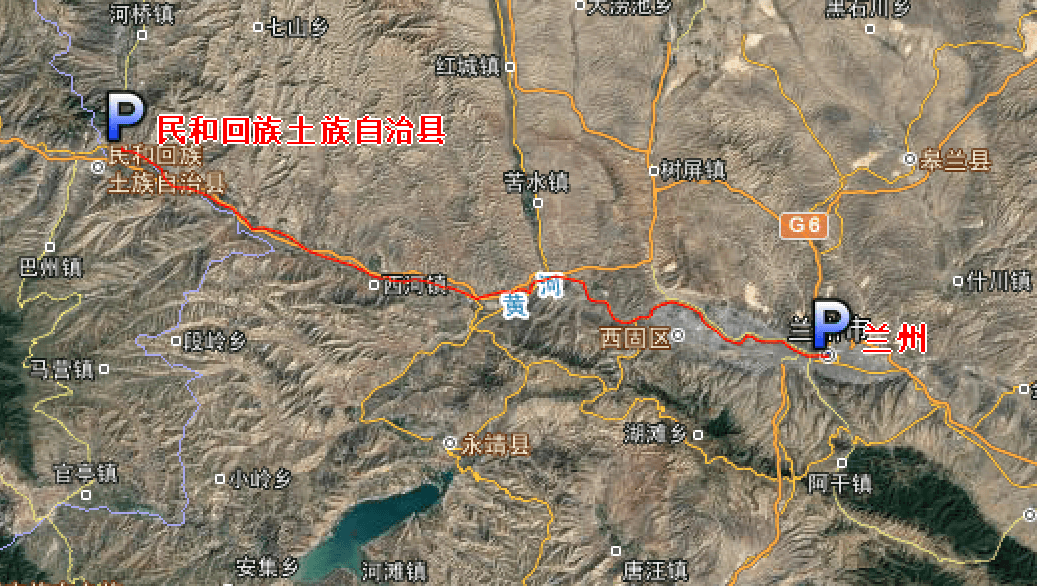 河桥镇
七山乡
大涝池乡
黑石川乡
红城镇
民和回族土族自治县
民和回族
土族自治县
苦水镇
树屏镇
皋兰县
G6
巴州镇
西河镇
黄河
什川镇
西固区
兰州市
兰州
段岭乡
马营镇
永靖县
湖滩乡
官亭镇
小岭乡
阿干镇
安集乡
河滩镇
唐汪镇